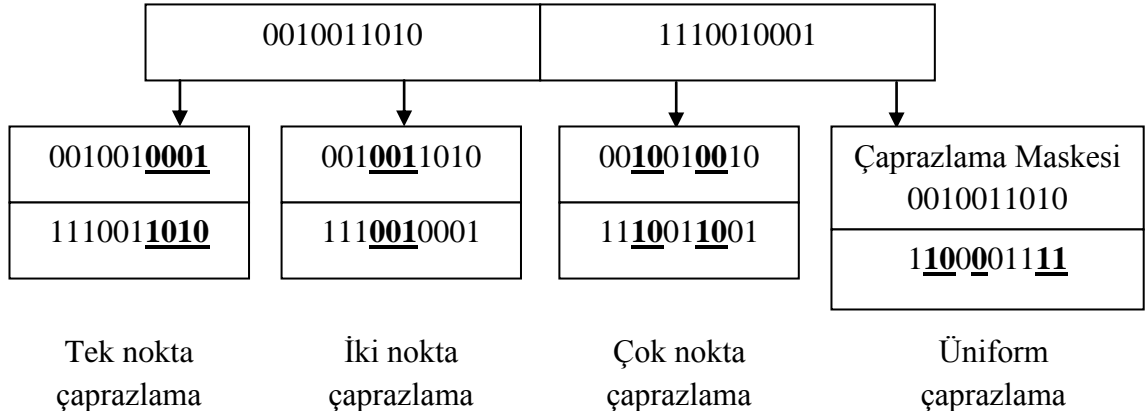 0010011010 1110010001
0010010001 0010011010 0010010010 Çaprazlama Maskesi
0010011010
1110011010 1110010001 1110011001 1100001111
Tek nokta İki nokta Çok nokta Üniform
çaprazlama çaprazlama çaprazlama çaprazlama